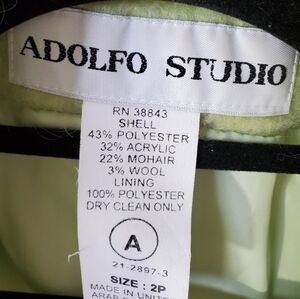 ADOLFO STUDIO
RN 38843
SHELL
43% POLYESTER
32% ACRYLIC
22% MOHAIR
3% WOOL
LINING
100% POLYESTER
DRY CLEAN ONLY
A
21-2897-3
SIZE : 2P
MADE IN UNITE
ARAB